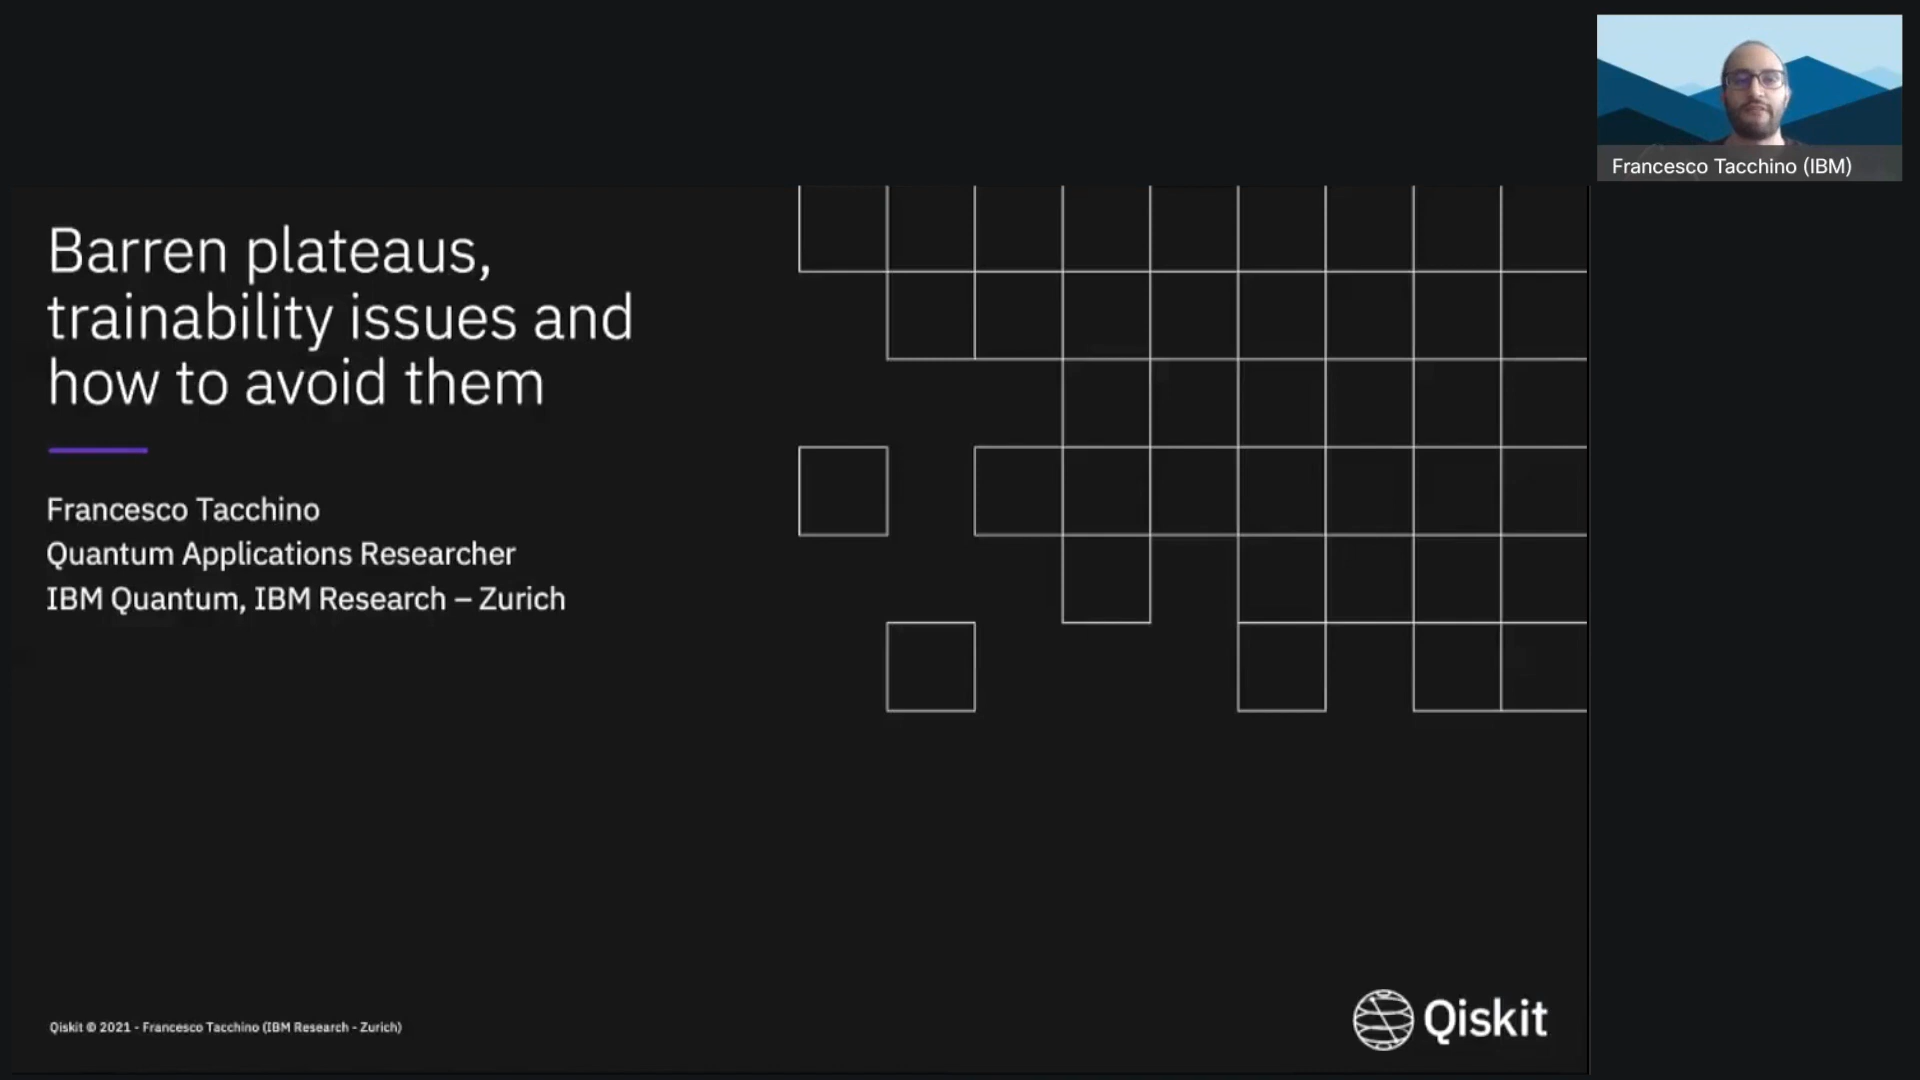 Francesco Tacchino (IBM)
Barren plateaus,
trainability issues and
how to avoid them
Francesco Tacchino
Quantum Applications Researcher
IBM Quantum, IBM Research – Zurich
Qiskit © 2021 - Francesco Tacchino (IBM Research - Zurich)
Qiskit